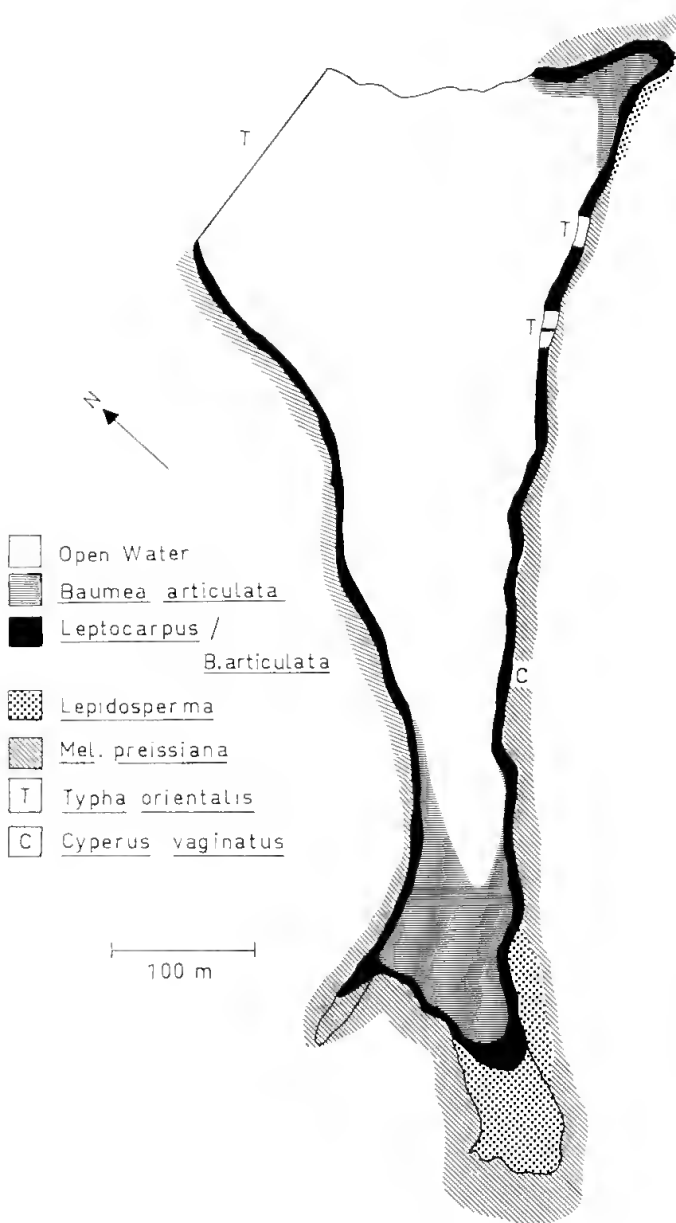 T
T
T
N
Open Water
Baumea articulata
Leptocarpus /
B.articulata
C
Lepidosperma
Mel. preissiana
T Typha orientalis
C Cyperus vaginatus
100 m